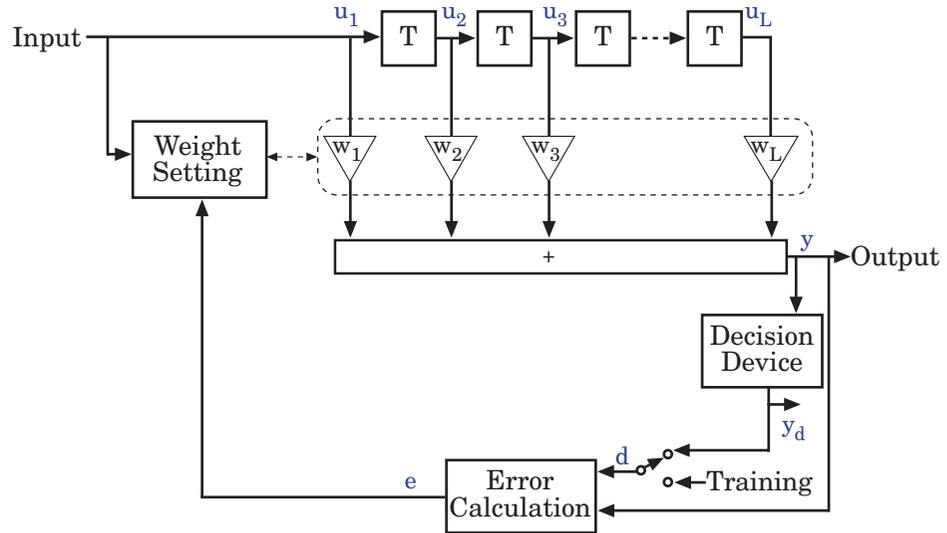 u1 u2 u3 uL
Input T T T T
Weight
Setting
w1 w2 w3 wL
+
y
Output
Decision
Device
yd
d
Training
e
Error
Calculation